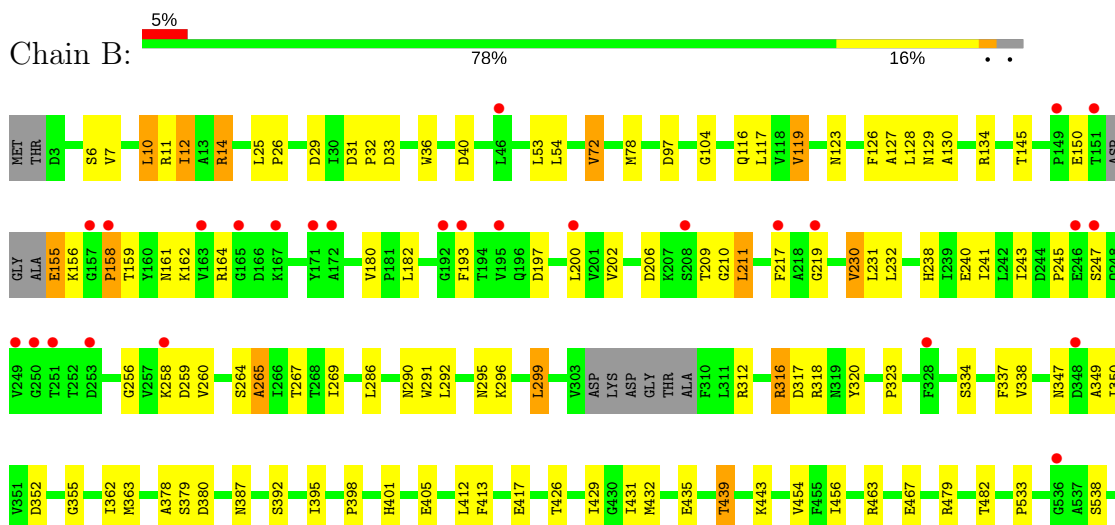 5%
Chain B:
78% 16% • •
MET THR D3 S6 V7 L10 R11 I12 A13 R14 L25 P26 D29 I30 D31 P32 D33 W36 D40 L46 L53 L54 V72 M78 D97 G104 Q116 L117 V118 V119 N123 F126 A127 L128 N129 A130 R134 T145 P149 E150 T151 ASP
GLY ALA E155 K156 G157 P158 T159 Y160 N161 K162 V163 R164 G165 D166 K167 Y171 A172 V180 P181 L182 G192 F193 T194 V195 Q196 D197 L200 V201 V202 D206 K207 S208 T209 G210 L211 F217 A218 G219 V230 L231 L232 H238 I239 E240 I241 L242 I243 D244 P245 E246 S247
V249 G250 T251 T252 D253 G256 V257 K258 D259 V260 S264 A265 I266 T267 T268 I269 L286 N290 W291 L292 N295 K296 L299 V303 ASP LYS ASP GLY THR ALA F310 L311 R312 R316 D317 R318 N319 Y320 P323 F328 S334 F337 V338 N347 D348 A349 I350
V351 D352 G355 I362 M363 A378 S379 D380 N387 S392 I395 P398 H401 E405 L412 F413 E417 T426 I429 G430 I431 M432 E435 T439 K443 V454 F455 I456 R463 E467 R479 T482 P533 G536 A537 S538